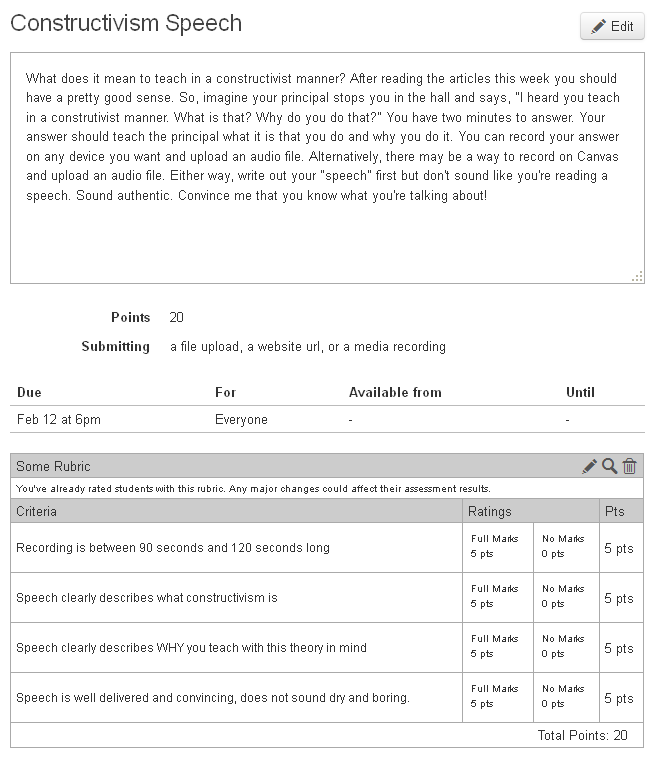 Constructivism Speech
Edit
What does it mean to teach in a constructivist manner? After reading the articles this week you should
have a pretty good sense. So, imagine your principal stops you in the hall and says, "I heard you teach
in a construtivist manner. What is that? Why do you do that?" You have two minutes to answer. Your
answer should teach the principal what it is that you do and why you do it. You can record your answer
on any device you want and upload an audio file. Alternatively, there may be a way to record on Canvas
and upload an audio file. Either way, write out your "speech" first but don't sound like you're reading a
speech. Sound authentic. Convince me that you know what you're talking about!
Points 20
Submitting a file upload, a website url, or a media recording
Due For Available from Until
Feb 12 at 6pm Everyone - -
Some Rubric
You've already rated students with this rubric. Any major changes could affect their assessment results.
Criteria Ratings Pts
Recording is between 90 seconds and 120 seconds long
Full Marks
5 pts
No Marks
0 pts
5 pts
Speech clearly describes what constructivism is
Full Marks
5 pts
No Marks
0 pts
5 pts
Speech clearly describes WHY you teach with this theory in mind
Full Marks
5 pts
No Marks
0 pts
5 pts
Speech is well delivered and convincing, does not sound dry and boring.
Full Marks
5 pts
No Marks
0 pts
5 pts
Total Points: 20